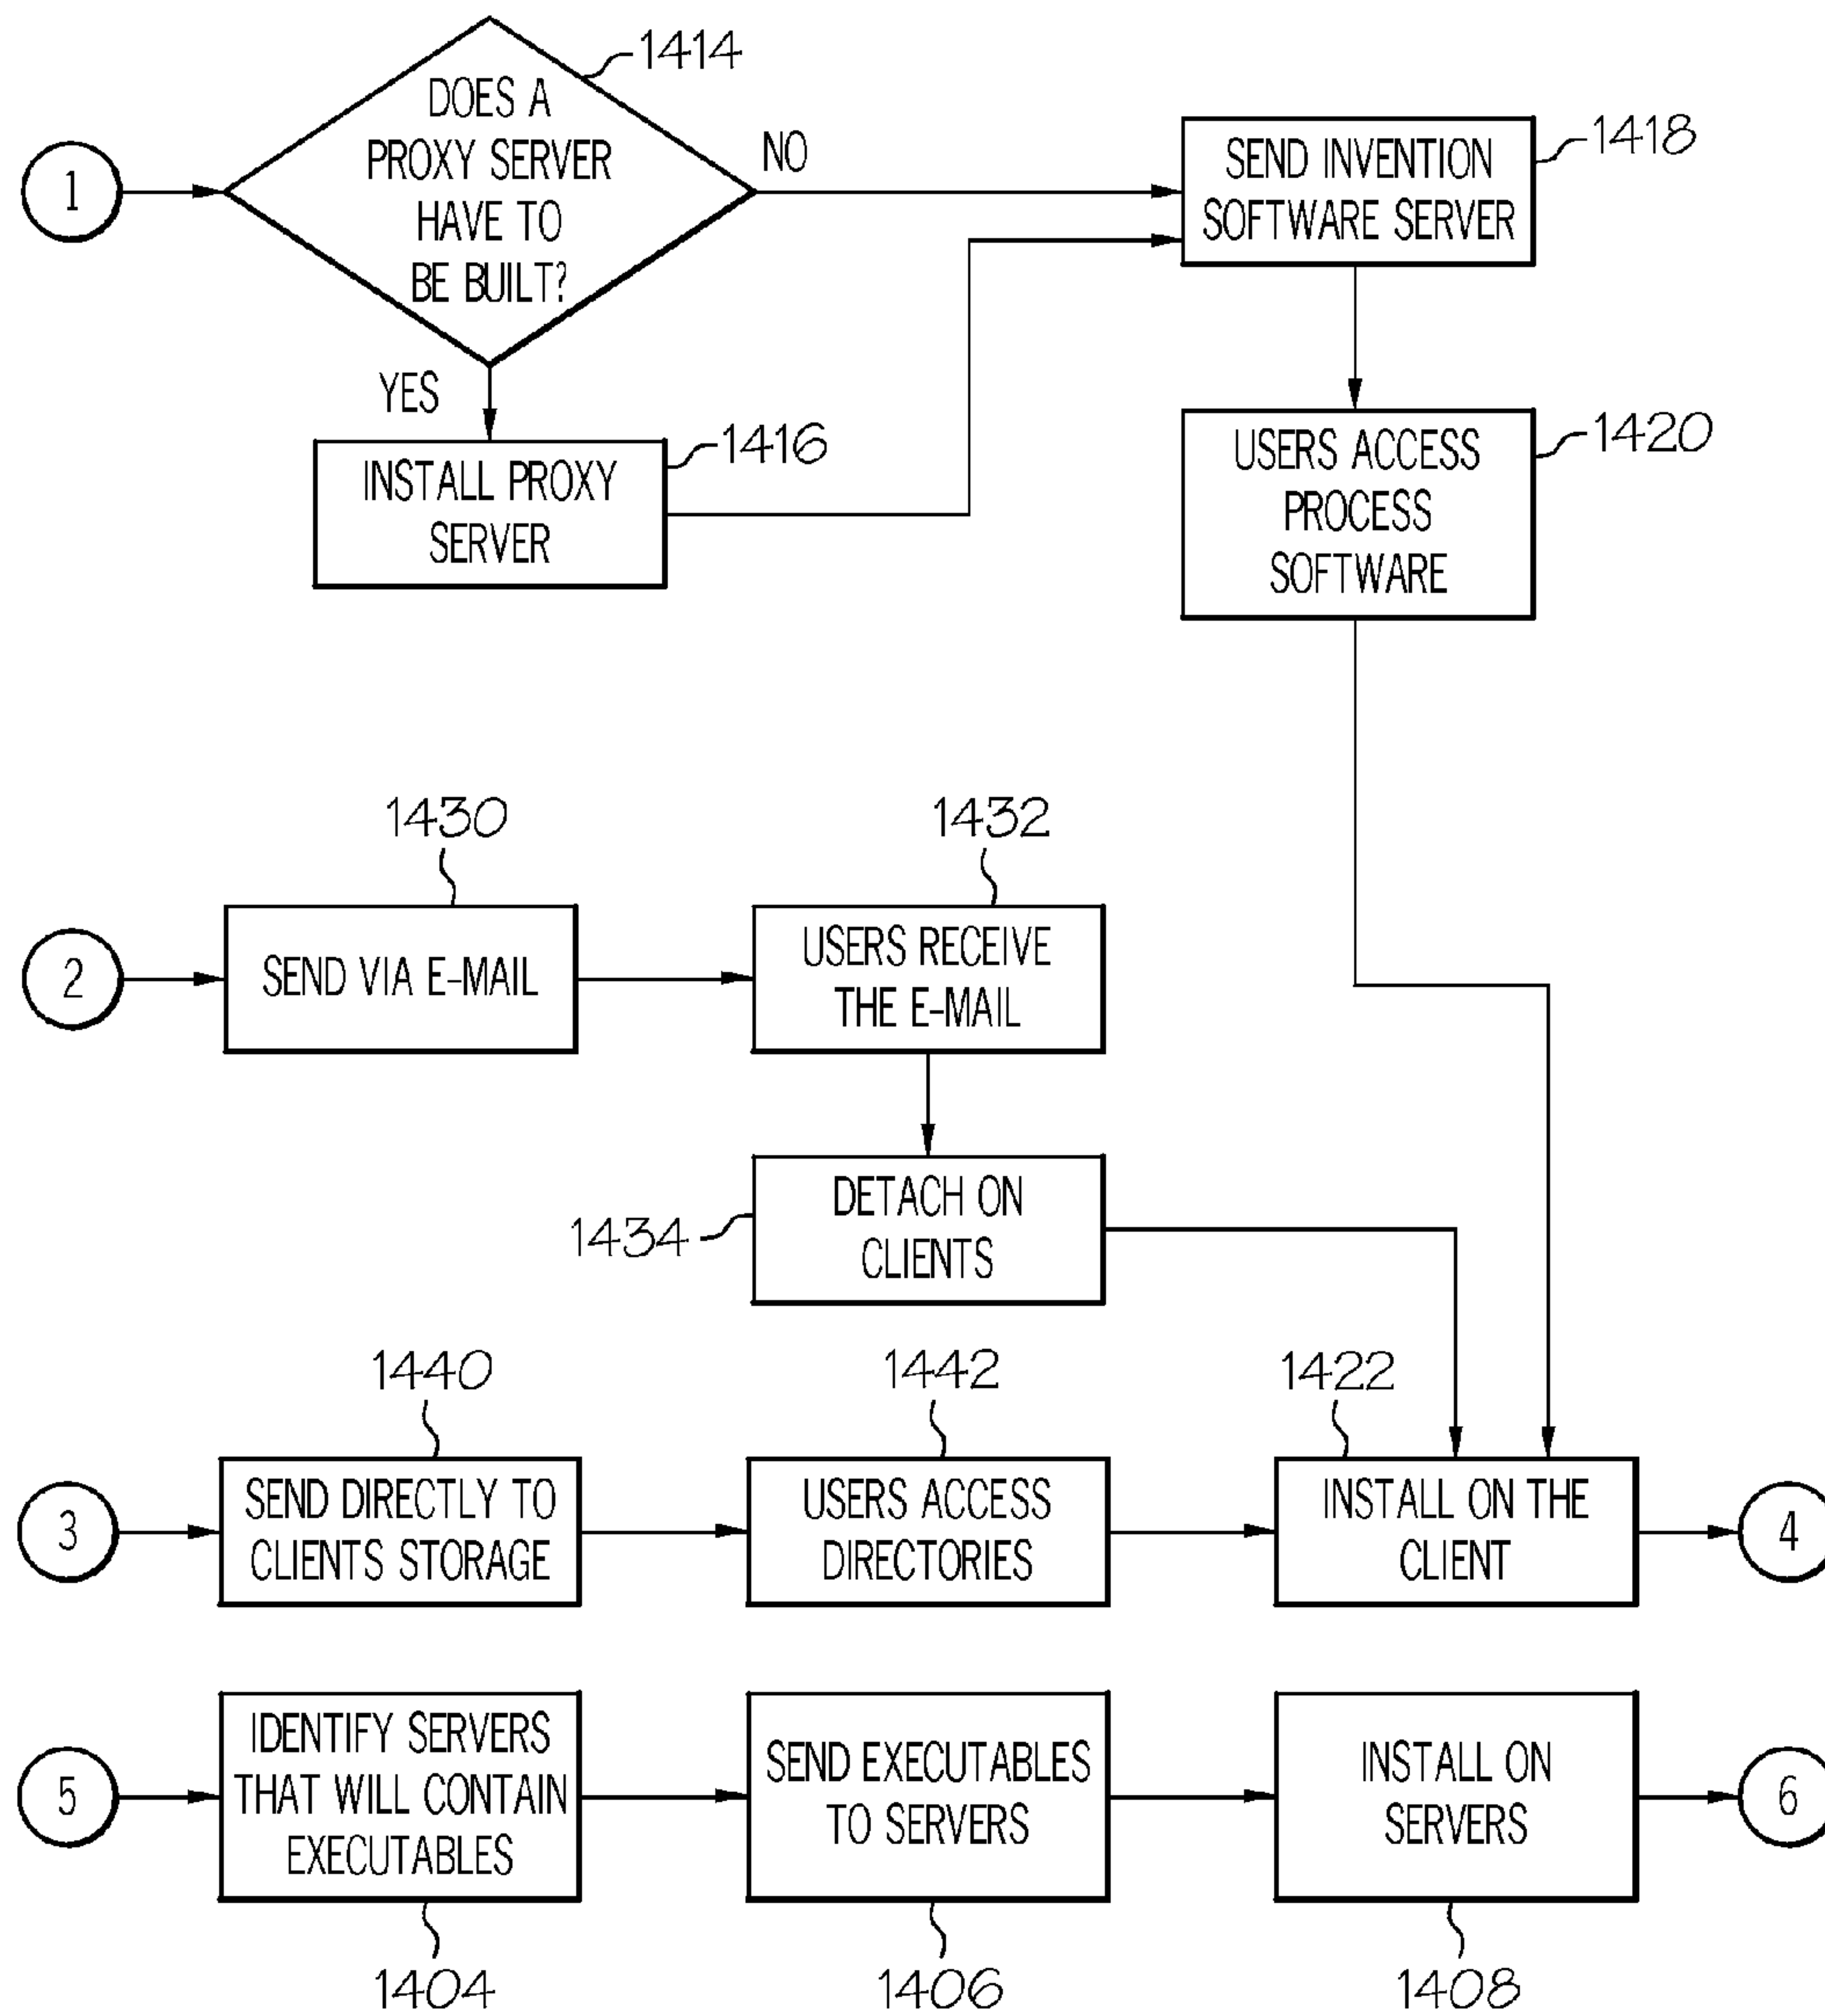 1414
DOES A
PROXY SERVER
HAVE TO
BE BUILT?
1
NO
YES
1416
INSTALL PROXY
SERVER
1418
SEND INVENTION
SOFTWARE SERVER
1420
USERS ACCESS
PROCESS
SOFTWARE
1430
1432
2
SEND VIA E-MAIL
USERS RECEIVE
THE E-MAIL
1434
DETACH ON
CLIENTS
1440
1442
1422
3
SEND DIRECTLY TO
CLIENTS STORAGE
USERS ACCESS
DIRECTORIES
INSTALL ON THE
CLIENT
4
5
IDENTIFY SERVERS
THAT WILL CONTAIN
EXECUTABLES
SEND EXECUTABLES
TO SERVERS
INSTALL ON
SERVERS
6
1404
1406
1408